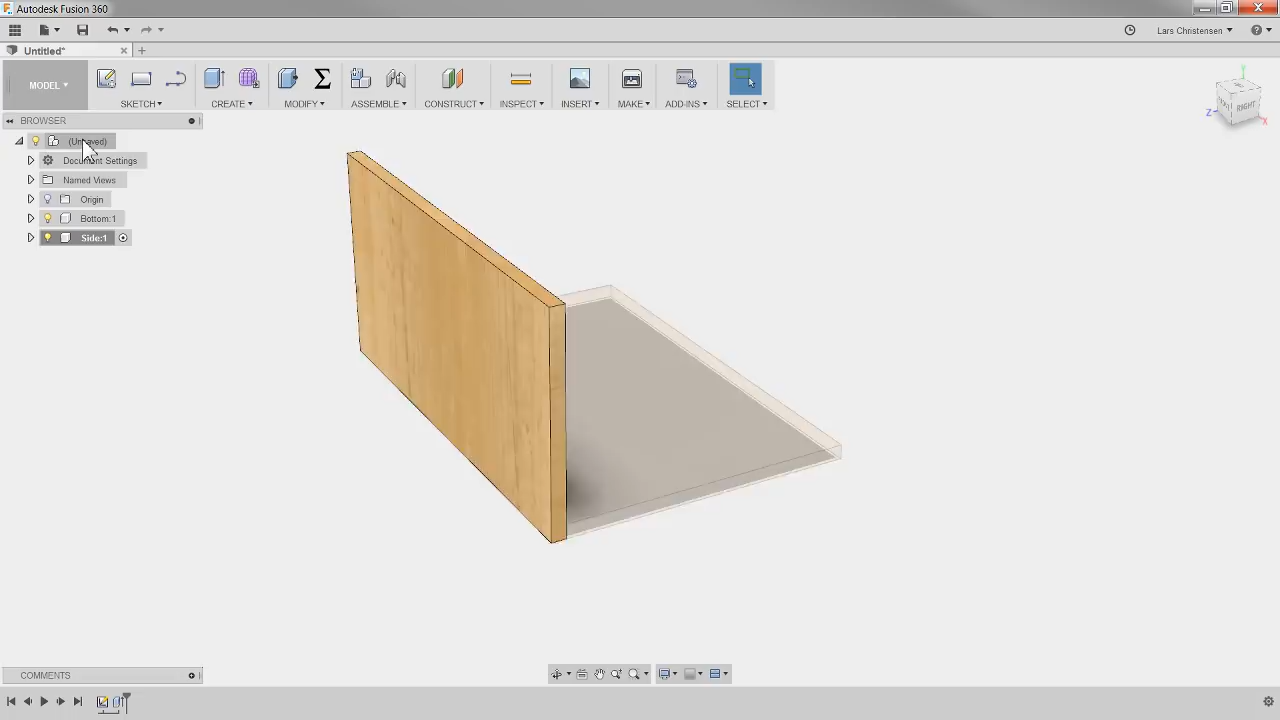 Autodesk Fusion 360
Lars Christensen
Untitled*
MODEL
SKETCH
CREATE
MODIFY
ASSEMBLE
CONSTRUCT
INSPECT
INSERT
MAKE
ADD-INS
SELECT
BROWSER
(Unsaved)
Document Settings
Named Views
Origin
Bottom:1
Side:1
Y
RIGHT
Z
X
COMMENTS